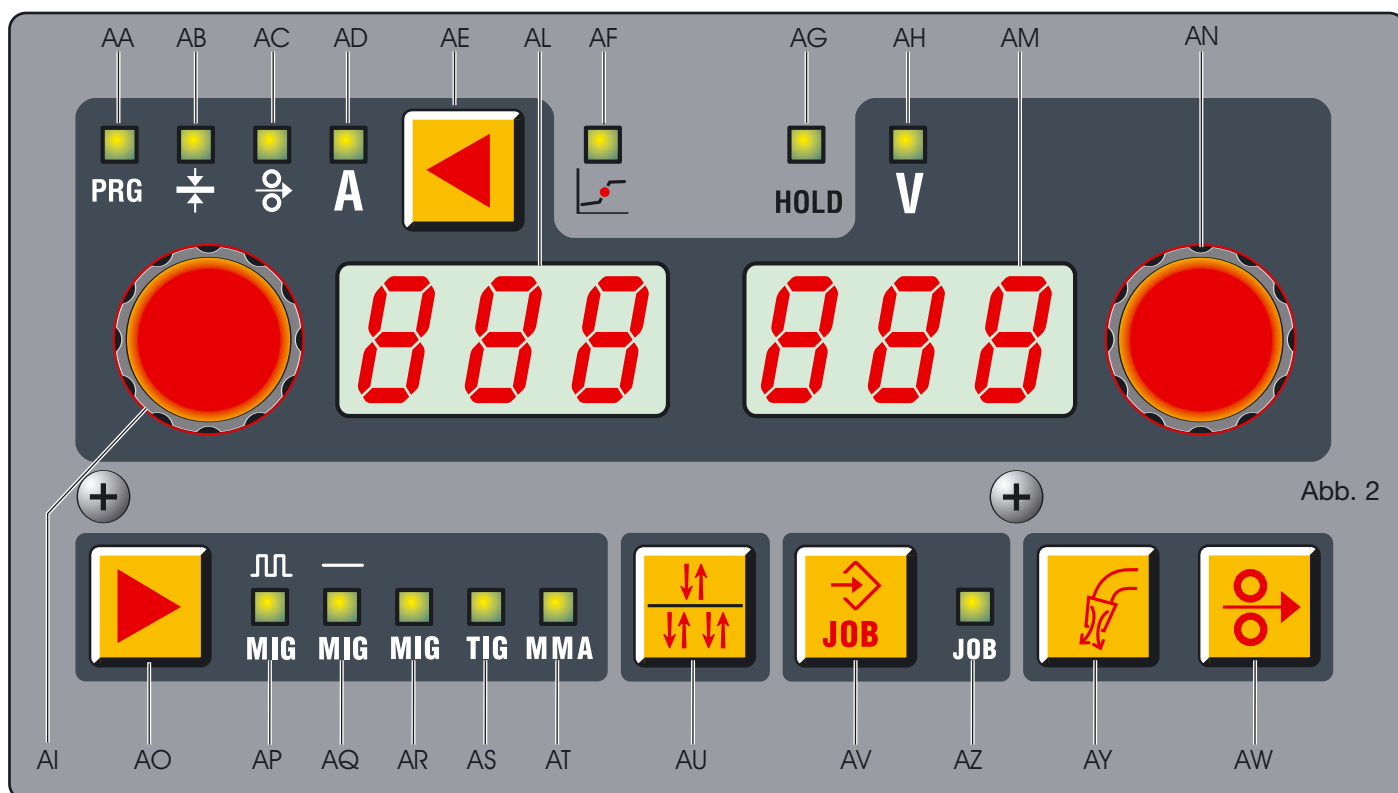 AA AB AC AD AE AL AF AG AH AM AN
PRG A HOLD V
888 888
Abb. 2
MIG MIG MIG TIG MMA JOB JOB
AI AO AP AQ AR AS AT AU AV AZ AY AW